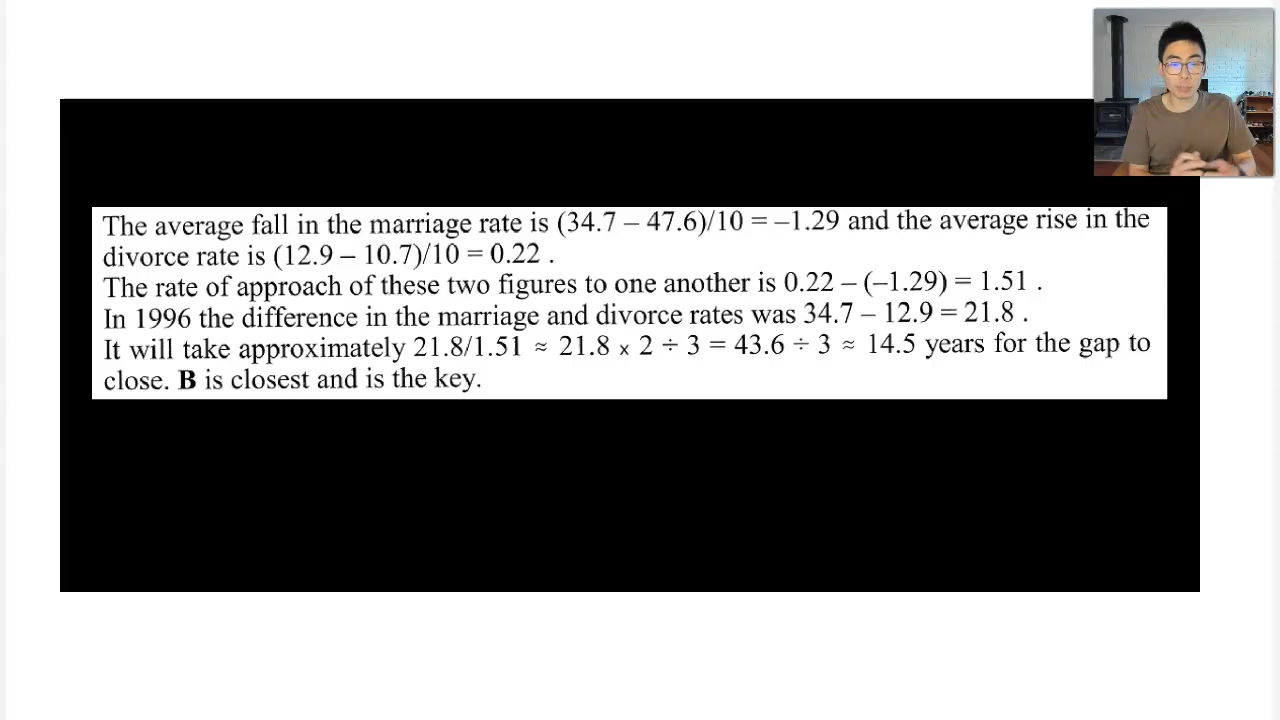 The average fall in the marriage rate is (34.7 – 47.6)/10 = –1.29 and the average rise in the
divorce rate is (12.9 – 10.7)/10 = 0.22 .
The rate of approach of these two figures to one another is 0.22 – (–1.29) = 1.51 .
In 1996 the difference in the marriage and divorce rates was 34.7 – 12.9 = 21.8 .
It will take approximately 21.8/1.51 ≈ 21.8 × 2 ÷ 3 = 43.6 ÷ 3 ≈ 14.5 years for the gap to
close. B is closest and is the key.